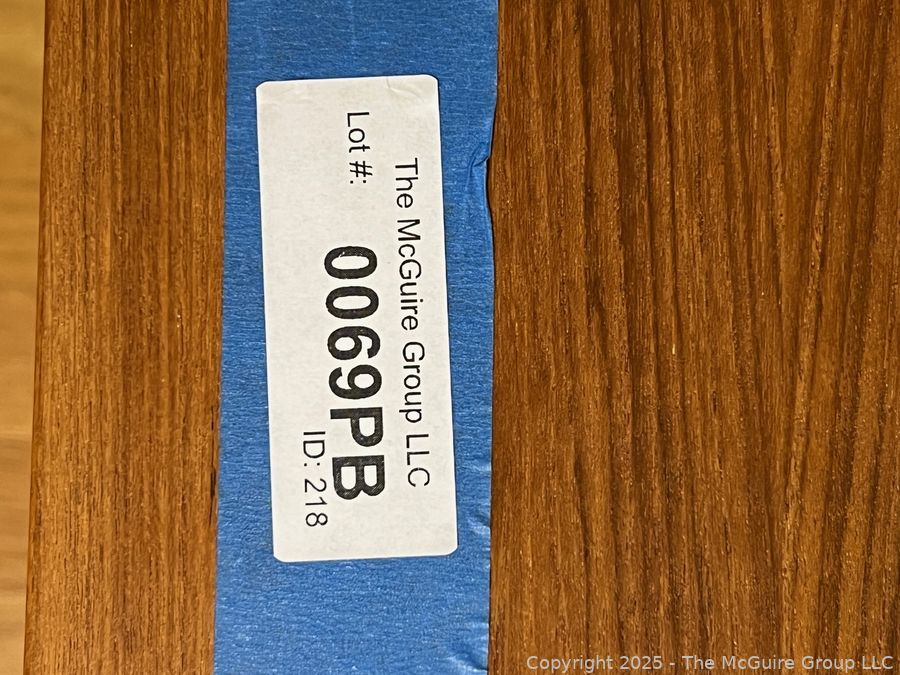 The McGuire Group LLC
Lot #:
0069PB
ID: 218
Copyright 2025 - The McGuire Group LLC